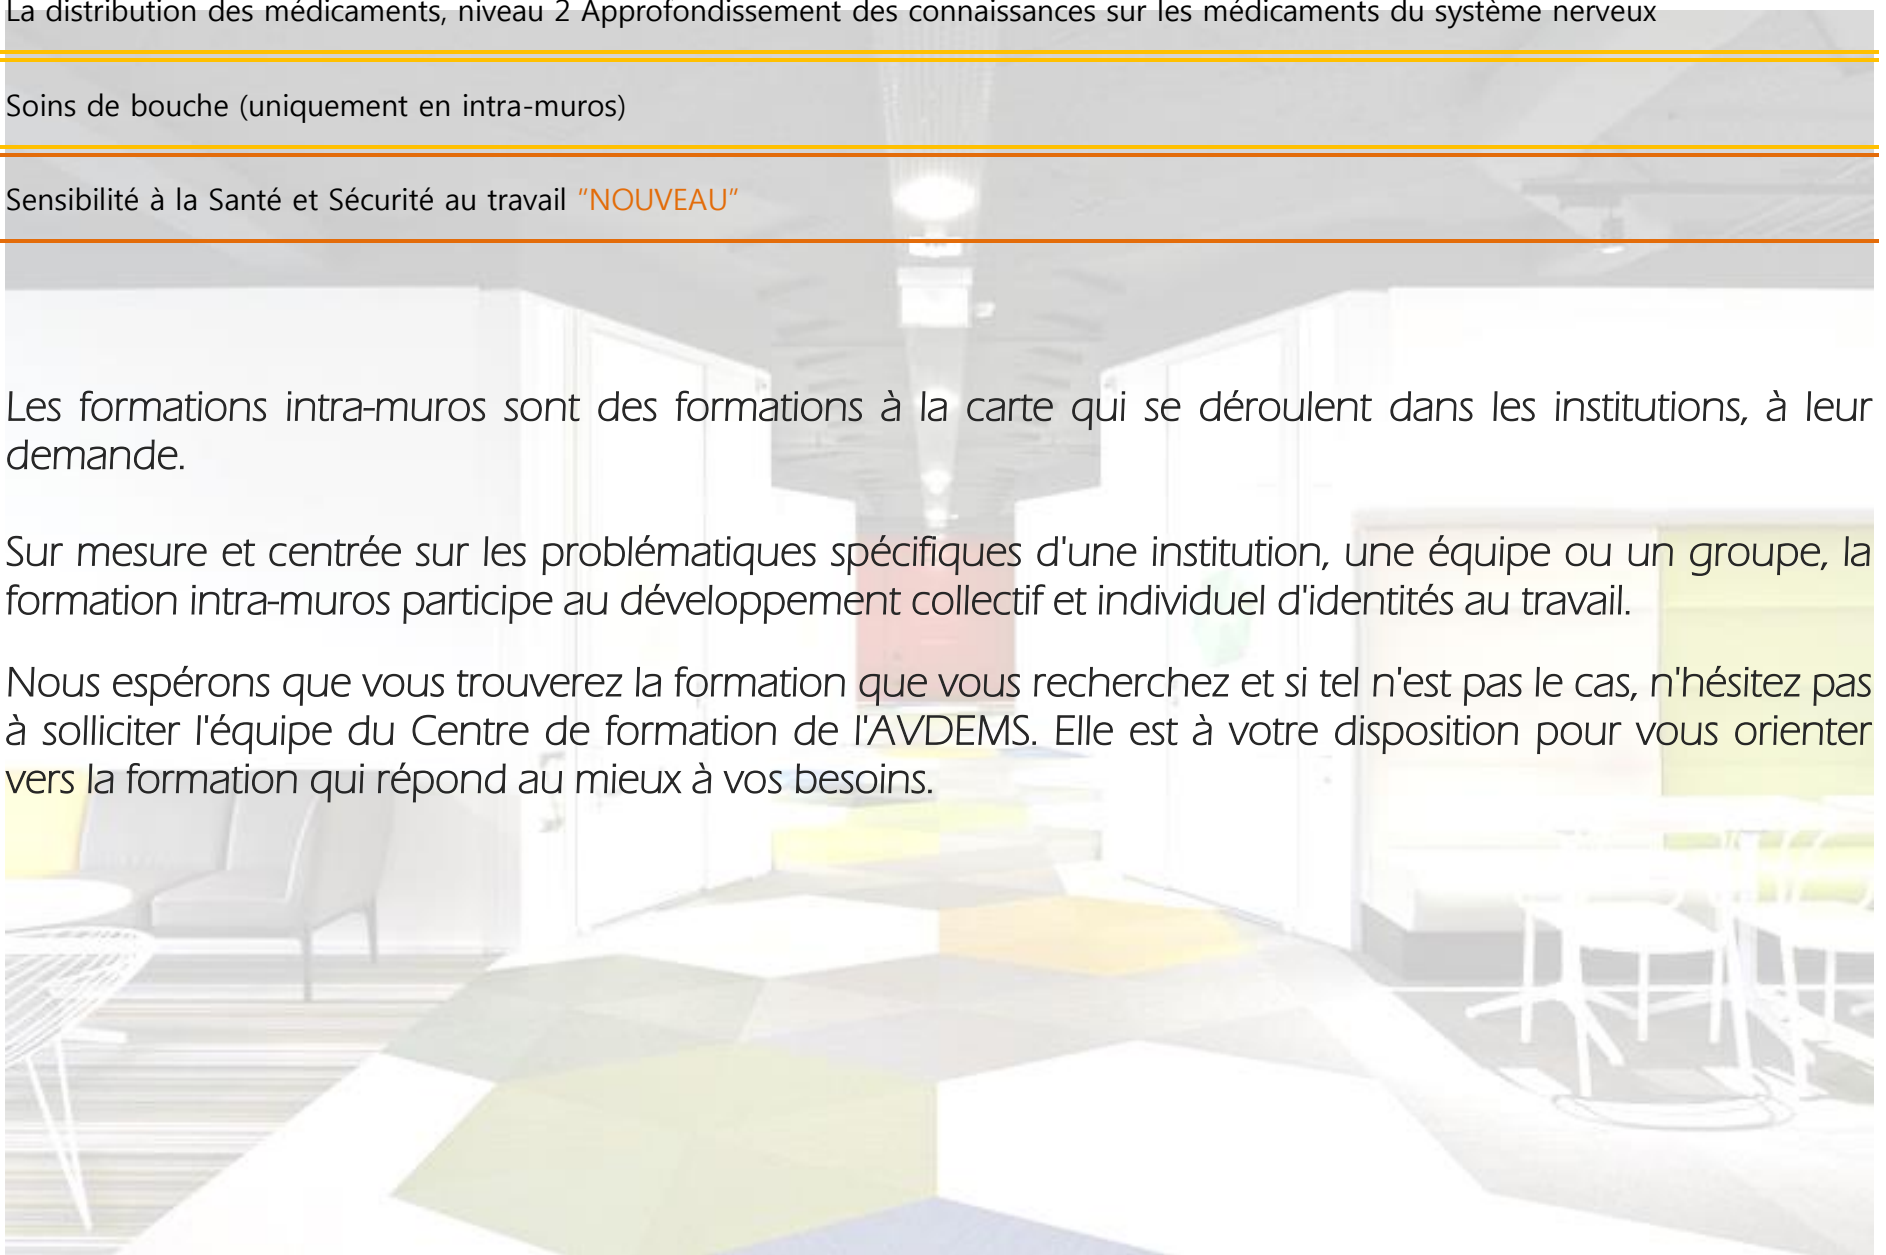 La distribution des médicaments, niveau 2 Approfondissement des connaissances sur les médicaments du système nerveux
Soins de bouche (uniquement en intra-muros)
Sensibilité à la Santé et Sécurité au travail “NOUVEAU”
Les formations intra-muros sont des formations à la carte qui se déroulent dans les institutions, à leur
demande.
Sur mesure et centrée sur les problématiques spécifiques d'une institution, une équipe ou un groupe, la
formation intra-muros participe au développement collectif et individuel d'identités au travail.
Nous espérons que vous trouverez la formation que vous recherchez et si tel n'est pas le cas, n'hésitez pas
à solliciter l'équipe du Centre de formation de l'AVDEMS. Elle est à votre disposition pour vous orienter
vers la formation qui répond au mieux à vos besoins.